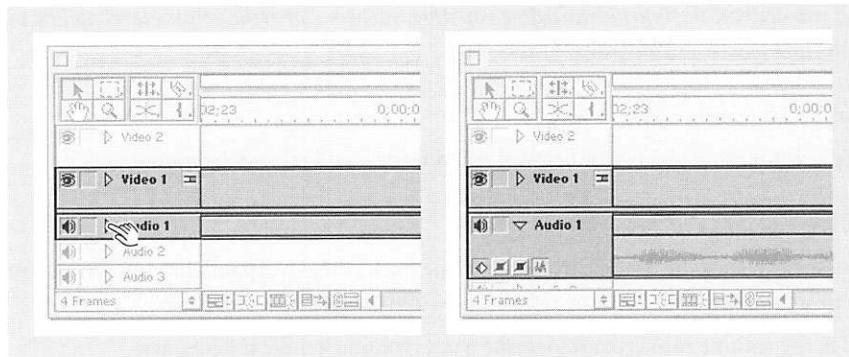 02;23 0;00;0
Video 2
Video 1
Audio 1
Audio 2
Audio 3
4 Frames
02;23 0;00;0
Video 2
Video 1
Audio 1
4 Frames